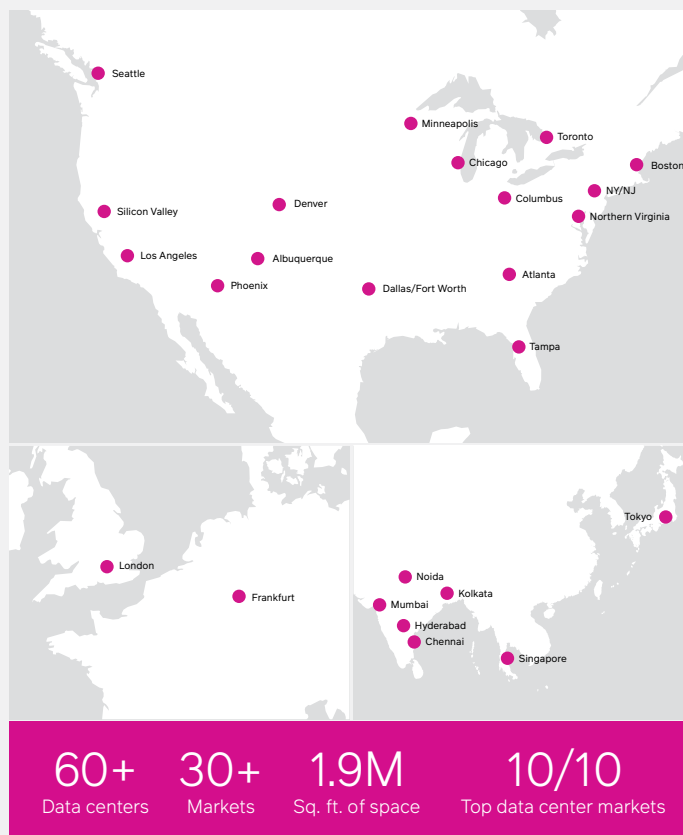 Seattle
Minneapolis
Toronto
Chicago
Boston
Columbus
NY/NJ
Denver
Silicon Valley
Northern Virginia
Los Angeles
Albuquerque
Atlanta
Phoenix
Dallas/Fort Worth
Tampa
London
Frankfurt
Tokyo
Noida
Kolkata
Mumbai
Hyderabad
Chennai
Singapore
60+
Data centers
30+
Markets
1.9M
Sq. ft. of space
10/10
Top data center markets